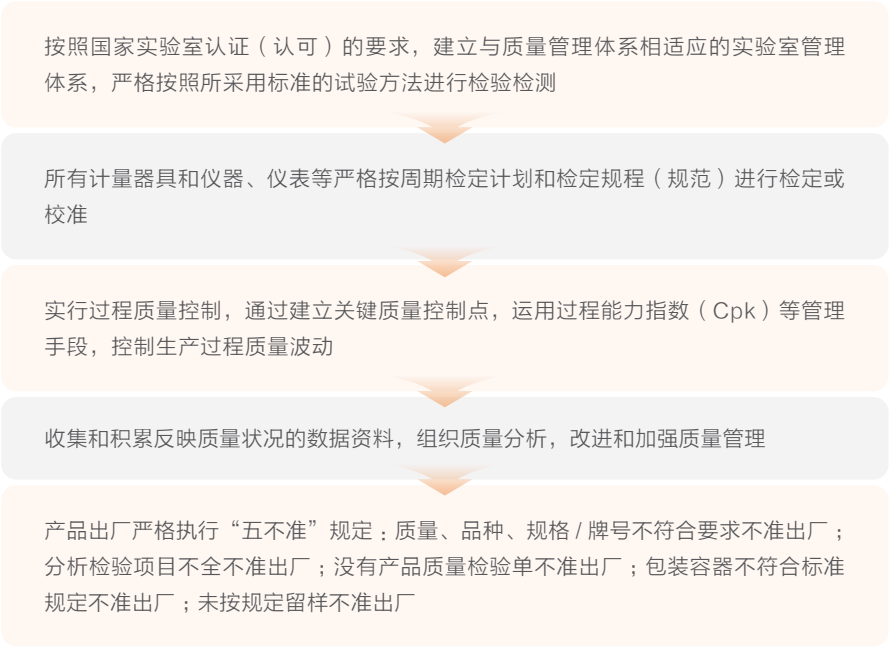 按照国家实验室认证（认可）的要求，建立与质量管理体系相适应的实验室管理
体系，严格按照所采用标准的试验方法进行检验检测
所有计量器具和仪器、仪表等严格按周期检定计划和检定规程（规范）进行检定或
校准
实行过程质量控制，通过建立关键质量控制点，运用过程能力指数（Cpk）等管理
手段，控制生产过程质量波动
收集和积累反映质量状况的数据资料，组织质量分析，改进和加强质量管理
产品出厂严格执行“五不准”规定：质量、品种、规格 / 牌号不符合要求不准出厂；
分析检验项目不全不准出厂；没有产品质量检验单不准出厂；包装容器不符合标准
规定不准出厂；未按规定留样不准出厂